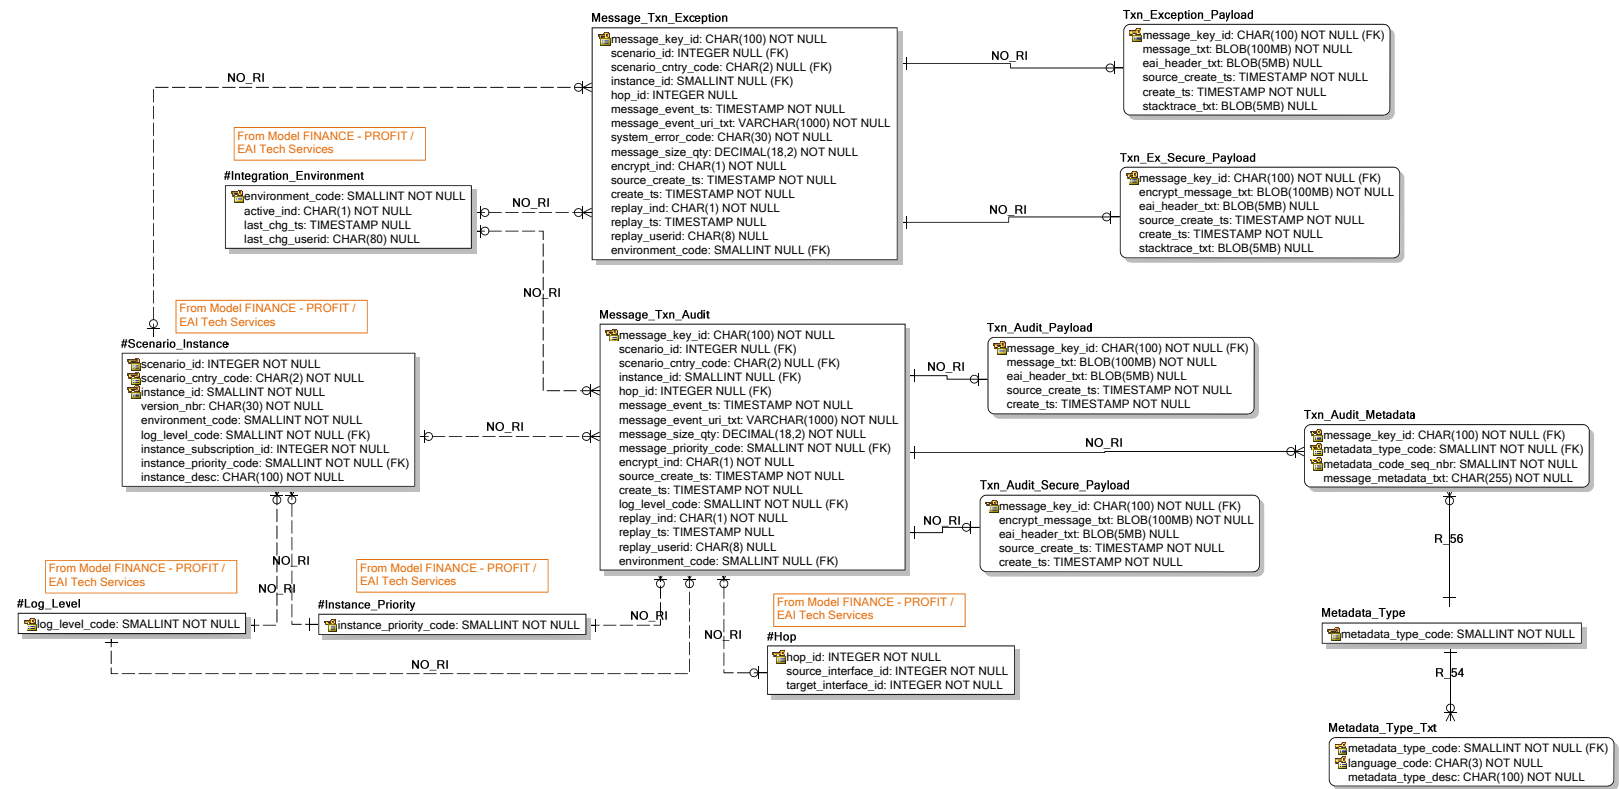 Message_Txn_Exception
message_key_id: CHAR(100) NOT NULL
scenario_id: INTEGER NULL (FK)
scenario_cntry_code: CHAR(2) NULL (FK)
instance_id: SMALLINT NULL (FK)
hop_id: INTEGER NULL
message_event_ts: TIMESTAMP NOT NULL
message_event_uri_txt: VARCHAR(1000) NOT NULL
system_error_code: CHAR(30) NOT NULL
message_size_qty: DECIMAL(18,2) NOT NULL
encrypt_ind: CHAR(1) NOT NULL
source_create_ts: TIMESTAMP NOT NULL
create_ts: TIMESTAMP NOT NULL
replay_ind: CHAR(1) NOT NULL
replay_ts: TIMESTAMP NULL
replay_userid: CHAR(8) NULL
environment_code: SMALLINT NULL (FK)
Txn_Exception_Payload
message_key_id: CHAR(100) NOT NULL (FK)
message_txt: BLOB(100MB) NOT NULL
eai_header_txt: BLOB(5MB) NULL
source_create_ts: TIMESTAMP NOT NULL
create_ts: TIMESTAMP NOT NULL
stacktrace_txt: BLOB(5MB) NULL
NO_RI
NO_RI
From Model FINANCE - PROFIT /
EAI Tech Services
#Integration_Environment
environment_code: SMALLINT NOT NULL
active_ind: CHAR(1) NOT NULL
last_chg_ts: TIMESTAMP NULL
last_chg_userid: CHAR(80) NULL
NO_RI
NO_RI
Txn_Ex_Secure_Payload
message_key_id: CHAR(100) NOT NULL (FK)
encrypt_message_txt: BLOB(100MB) NOT NULL
eai_header_txt: BLOB(5MB) NULL
source_create_ts: TIMESTAMP NOT NULL
create_ts: TIMESTAMP NOT NULL
stacktrace_txt: BLOB(5MB) NULL
NO_RI
From Model FINANCE - PROFIT /
EAI Tech Services
#Scenario_Instance
scenario_id: INTEGER NOT NULL
scenario_cntry_code: CHAR(2) NOT NULL
instance_id: SMALLINT NOT NULL
version_nbr: CHAR(30) NOT NULL
environment_code: SMALLINT NOT NULL
log_level_code: SMALLINT NOT NULL (FK)
instance_subscription_id: INTEGER NOT NULL
instance_priority_code: SMALLINT NOT NULL (FK)
instance_desc: CHAR(100) NOT NULL
NO_RI
Message_Txn_Audit
message_key_id: CHAR(100) NOT NULL
scenario_id: INTEGER NULL (FK)
scenario_cntry_code: CHAR(2) NULL (FK)
instance_id: SMALLINT NULL (FK)
hop_id: INTEGER NULL (FK)
message_event_ts: TIMESTAMP NOT NULL
message_event_uri_txt: VARCHAR(1000) NOT NULL
message_size_qty: DECIMAL(18,2) NOT NULL
message_priority_code: SMALLINT NOT NULL (FK)
encrypt_ind: CHAR(1) NOT NULL
source_create_ts: TIMESTAMP NOT NULL
create_ts: TIMESTAMP NOT NULL
log_level_code: SMALLINT NOT NULL (FK)
replay_ind: CHAR(1) NOT NULL
replay_ts: TIMESTAMP NULL
replay_userid: CHAR(8) NULL
environment_code: SMALLINT NULL (FK)
NO_RI
Txn_Audit_Payload
message_key_id: CHAR(100) NOT NULL (FK)
message_txt: BLOB(100MB) NOT NULL
eai_header_txt: BLOB(5MB) NULL
source_create_ts: TIMESTAMP NOT NULL
create_ts: TIMESTAMP NOT NULL
NO_RI
Txn_Audit_Metadata
message_key_id: CHAR(100) NOT NULL (FK)
metadata_type_code: SMALLINT NOT NULL (FK)
metadata_code_seq_nbr: SMALLINT NOT NULL
message_metadata_txt: CHAR(255) NOT NULL
NO_RI
Txn_Audit_Secure_Payload
message_key_id: CHAR(100) NOT NULL (FK)
encrypt_message_txt: BLOB(100MB) NOT NULL
eai_header_txt: BLOB(5MB) NULL
source_create_ts: TIMESTAMP NOT NULL
create_ts: TIMESTAMP NOT NULL
R_56
NO_RI
NO_RI
From Model FINANCE - PROFIT /
EAI Tech Services
#Log_Level
log_level_code: SMALLINT NOT NULL
From Model FINANCE - PROFIT /
EAI Tech Services
#Instance_Priority
instance_priority_code: SMALLINT NOT NULL
NO_RI
NO_RI
NO_RI
From Model FINANCE - PROFIT /
EAI Tech Services
#Hop
hop_id: INTEGER NOT NULL
source_interface_id: INTEGER NOT NULL
target_interface_id: INTEGER NOT NULL
Metadata_Type
metadata_type_code: SMALLINT NOT NULL
R_54
Metadata_Type_Txt
metadata_type_code: SMALLINT NOT NULL (FK)
language_code: CHAR(3) NOT NULL
metadata_type_desc: CHAR(100) NOT NULL